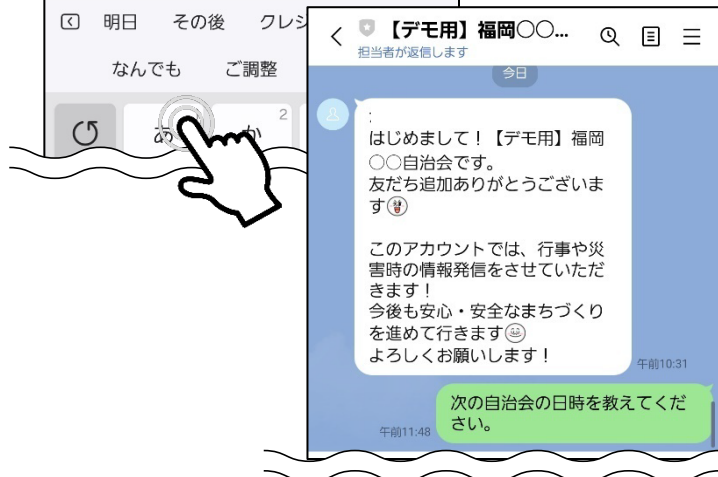 明日 その後 クレシ
なんでも ご調整
あ か 2
【デモ用】福岡○○...
担当者が返信します
今日
:
はじめまして！【デモ用】福岡
○○自治会です。
友だち追加ありがとうございま
す
このアカウントでは、行事や災
害時の情報発信をさせていただ
きます！
今後も安心・安全なまちづくり
を進めて行きます
よろしくお願いします！
午前10:31
次の自治会の日時を教えてくだ
さい。
午前11:48